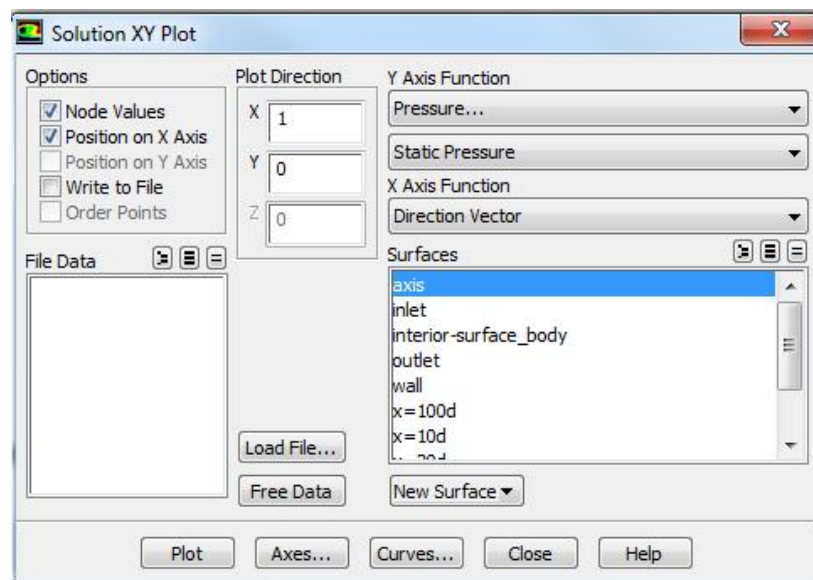 Solution XY Plot
Options
Node Values
Position on X Axis
Position on Y Axis
Write to File
Order Points
Plot Direction
X 1
Y 0
Z 0
Y Axis Function
Pressure...
Static Pressure
X Axis Function
Direction Vector
File Data
Surfaces
axis
inlet
interior-surface_body
outlet
wall
x=100d
x=10d
Load File...
Free Data
New Surface
Plot
Axes...
Curves...
Close
Help